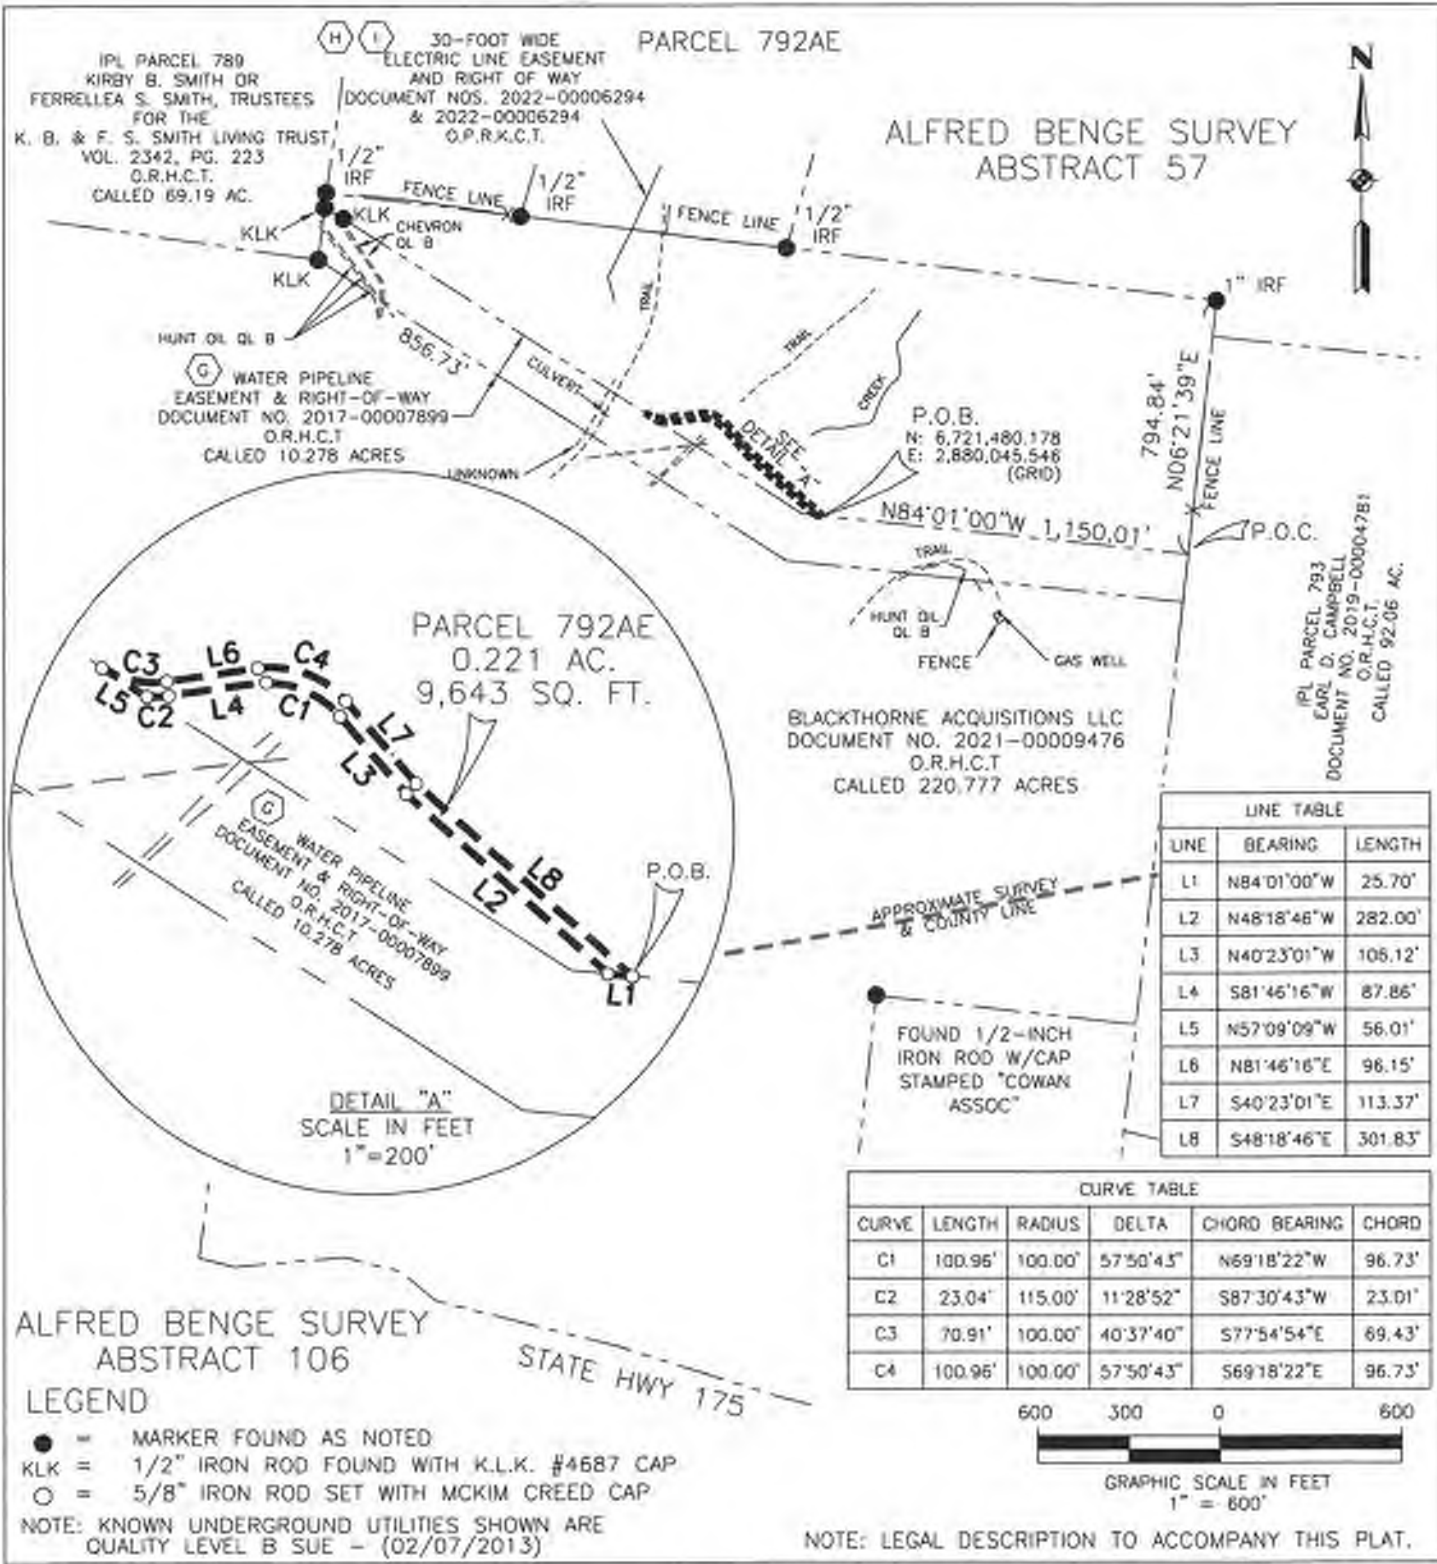 PARCEL 792AE
H I 30-FOOT WIDE
ELECTRIC LINE EASEMENT
AND RIGHT OF WAY
DOCUMENT NOS. 2022-00006294
& 2022-00006294
O.P.R.K.C.T.
IPL PARCEL 789
KIRBY B. SMITH OR
FERRELLEA S. SMITH, TRUSTEES
FOR THE
K. B. & F. S. SMITH LIVING TRUST
VOL. 2342, PG. 223
O.R.H.C.T.
CALLED 69.19 AC.
N
ALFRED BENGE SURVEY
ABSTRACT 57
1/2"
IRF
FENCE LINE
1/2"
IRF
FENCE LINE
1/2"
IRF
1" IRF
KLK
KLK
KLK
CHEVRON
QL B
HUNT OIL QL B
856.73'
CULVERT
TRAIL
TRAIL
CREEK
G WATER PIPELINE
EASEMENT & RIGHT-OF-WAY
DOCUMENT NO. 2017-00007899
O.R.H.C.T
CALLED 10.278 ACRES
UNKNOWN
SEE
DETAIL "A"
P.O.B.
N: 6,721,480.178
E: 2,880,045.546
(GRID)
794.84'
N06°21'39"E
FENCE LINE
N84°01'00"W 1,150.01'
P.O.C.
TRAIL
HUNT OIL
QL B
FENCE
GAS WELL
IPL PARCEL 793
EARL D. CAMPBELL
DOCUMENT NO. 2019-00004781
O.R.H.C.T.
CALLED 92.06 AC.
BLACKTHORNE ACQUISITIONS LLC
DOCUMENT NO. 2021-00009476
O.R.H.C.T
CALLED 220.777 ACRES
PARCEL 792AE
0.221 AC.
9,643 SQ. FT.
C3 L6 C4
L5 C2 L4 C1 L7
L3
L8
L2
P.O.B.
L1
G WATER PIPELINE
EASEMENT & RIGHT-OF-WAY
DOCUMENT NO. 2017-00007899
O.R.H.C.T
CALLED 10.278 ACRES
DETAIL "A"
SCALE IN FEET
1"=200'
APPROXIMATE SURVEY
& COUNTY LINE
FOUND 1/2-INCH
IRON ROD W/CAP
STAMPED "COWAN
ASSOC"
LINE TABLE
LINE BEARING LENGTH
L1 N84°01'00"W 25.70'
L2 N48°18'46"W 282.00'
L3 N40°23'01"W 106.12'
L4 S81°46'16"W 87.86'
L5 N57°09'09"W 56.01'
L6 N81°46'16"E 96.15'
L7 S40°23'01"E 113.37'
L8 S48°18'46"E 301.83'
CURVE TABLE
CURVE LENGTH RADIUS DELTA CHORD BEARING CHORD
C1 100.96' 100.00' 57°50'43" N69°18'22"W 96.73'
C2 23.04' 115.00' 11°28'52" S87°30'43"W 23.01'
C3 70.91' 100.00' 40°37'40" S77°54'54"E 69.43'
C4 100.96' 100.00' 57°50'43" S69°18'22"E 96.73'
ALFRED BENGE SURVEY
ABSTRACT 106
STATE HWY 175
LEGEND
= MARKER FOUND AS NOTED
KLK = 1/2" IRON ROD FOUND WITH K.L.K. #4687 CAP
= 5/8" IRON ROD SET WITH MCKIM CREED CAP
NOTE: KNOWN UNDERGROUND UTILITIES SHOWN ARE
QUALITY LEVEL B SUE - (02/07/2013)
600 300 0 600
GRAPHIC SCALE IN FEET
1" = 600'
NOTE: LEGAL DESCRIPTION TO ACCOMPANY THIS PLAT.